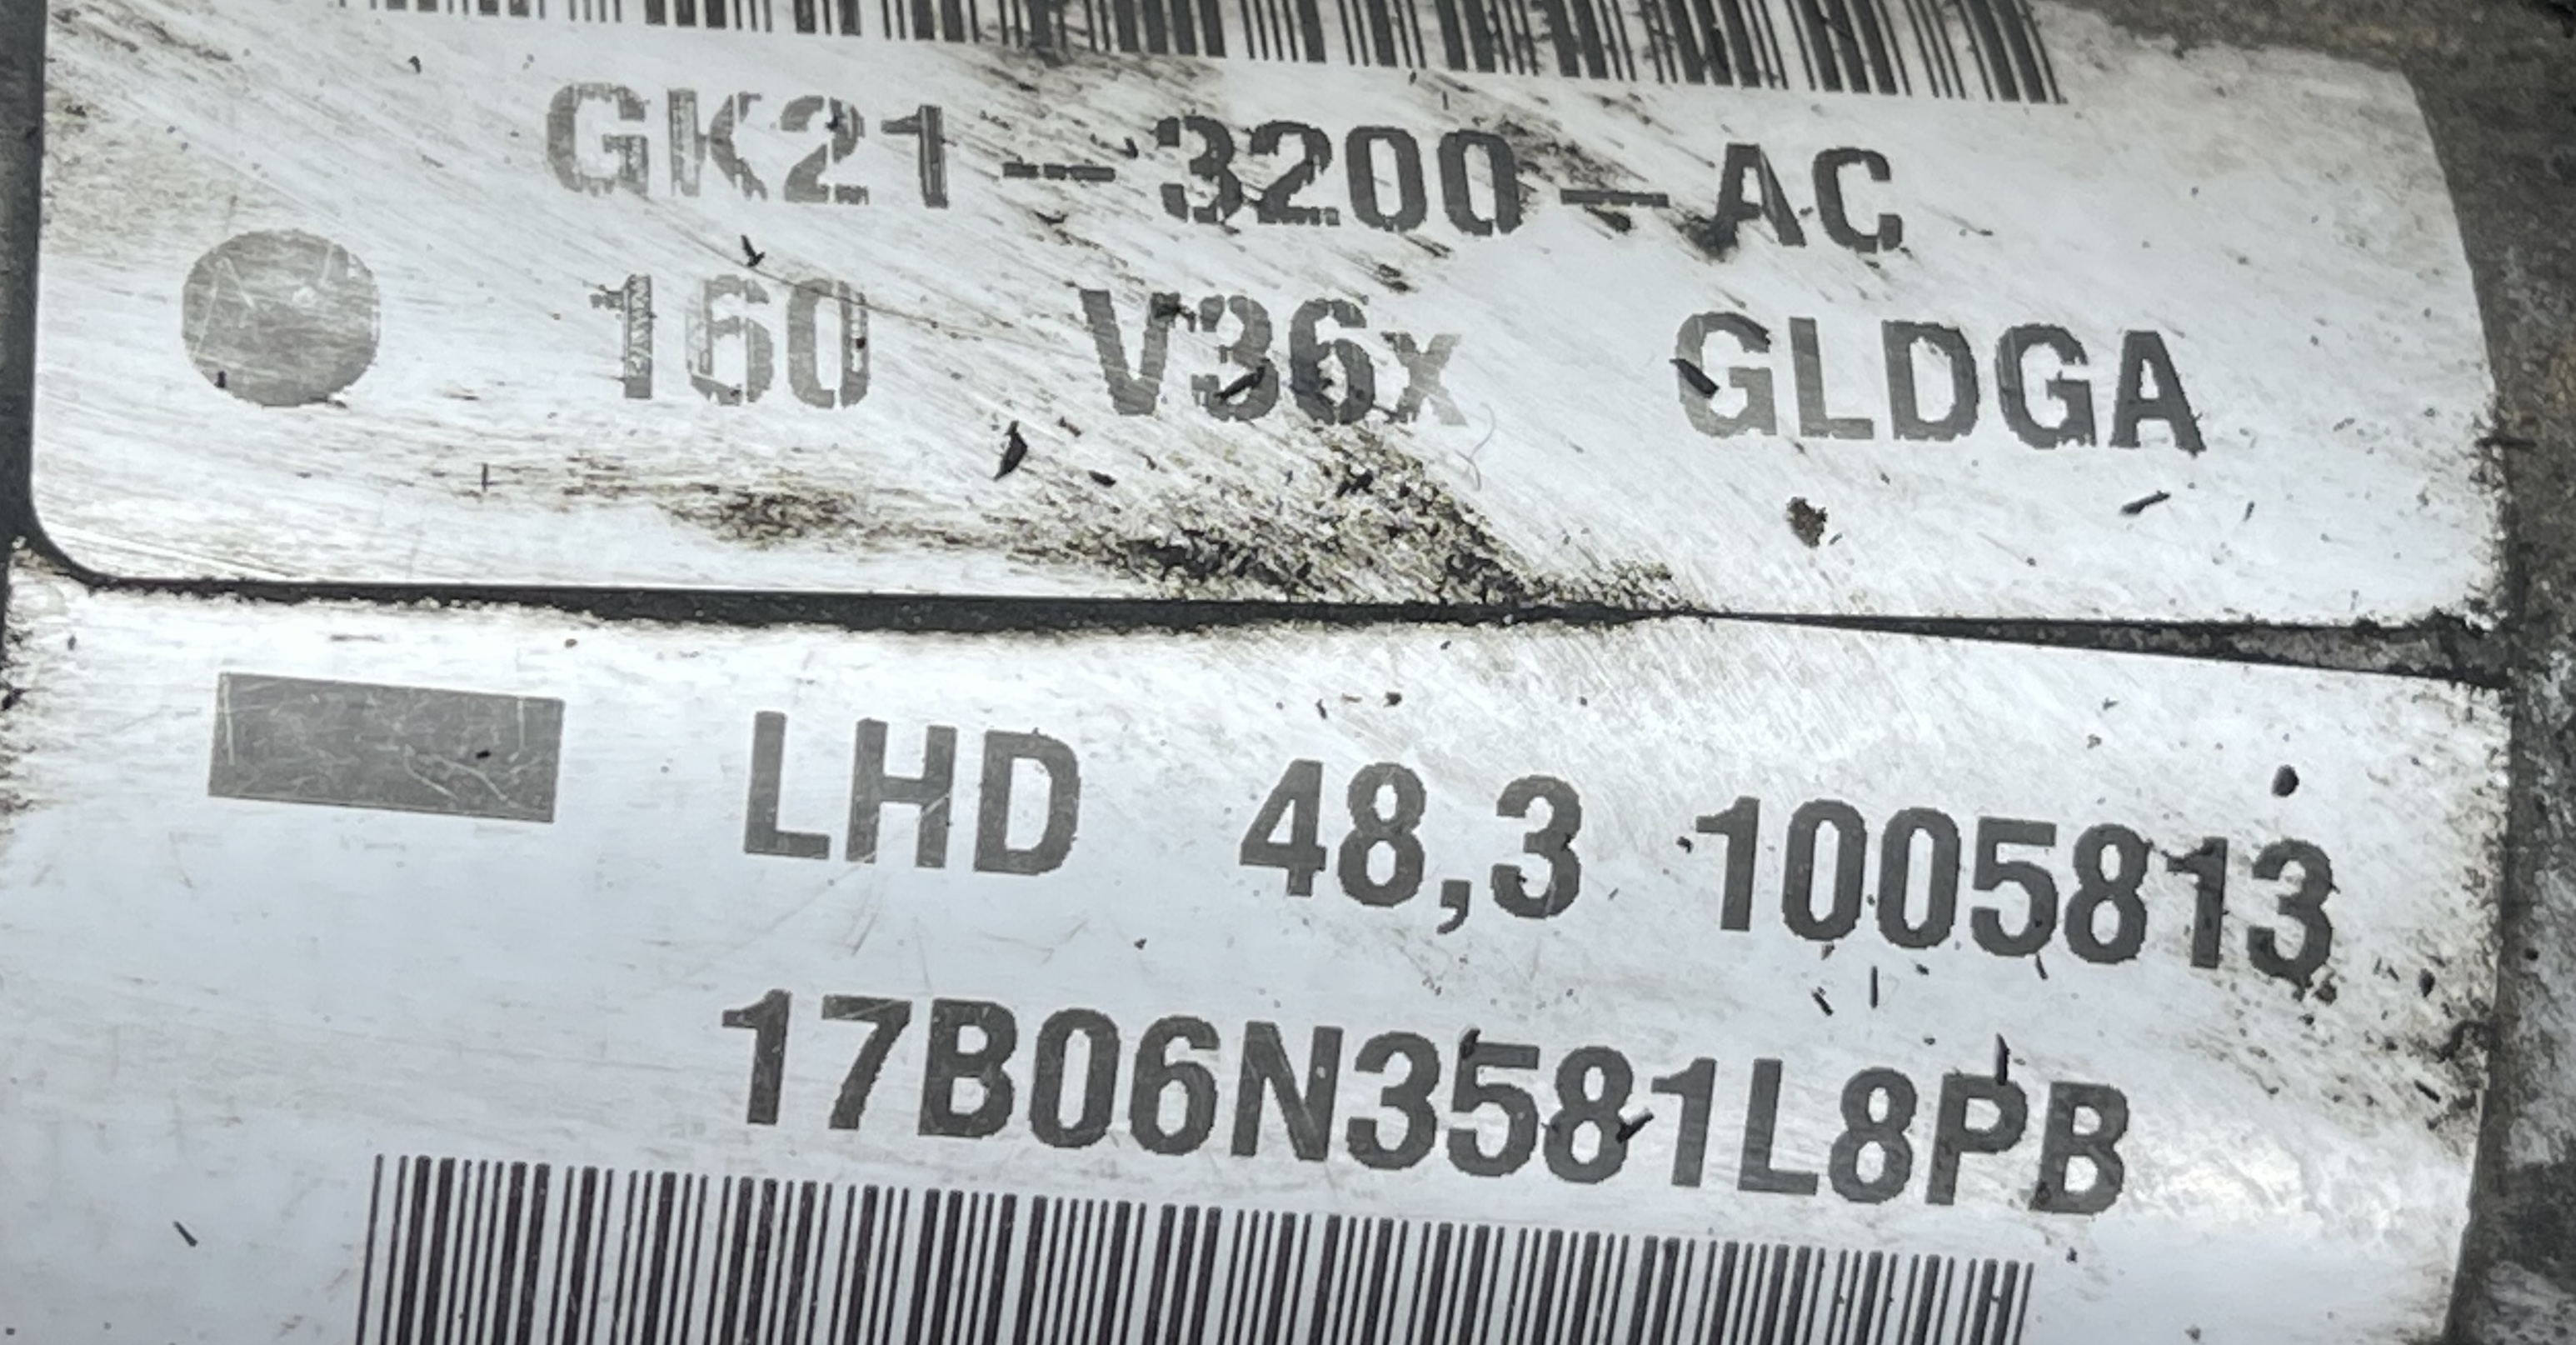 GK21-3200-AC
160 V36x GLDGA
LHD 48,3 1005813
17B06N3581L8PB